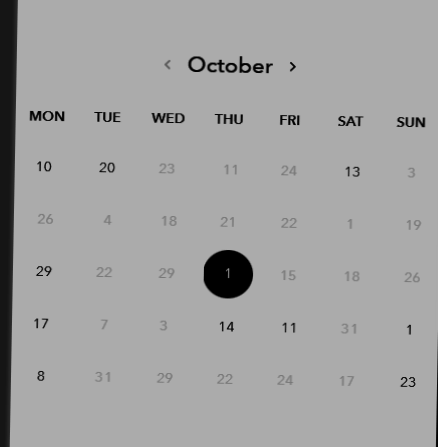 ‹ October ›
MON TUE WED THU FRI SAT SUN
10 20 23 11 24 13 3
26 4 18 21 22 1 19
29 22 29 1 15 18 26
17 7 3 14 11 31 1
8 31 29 22 24 17 23